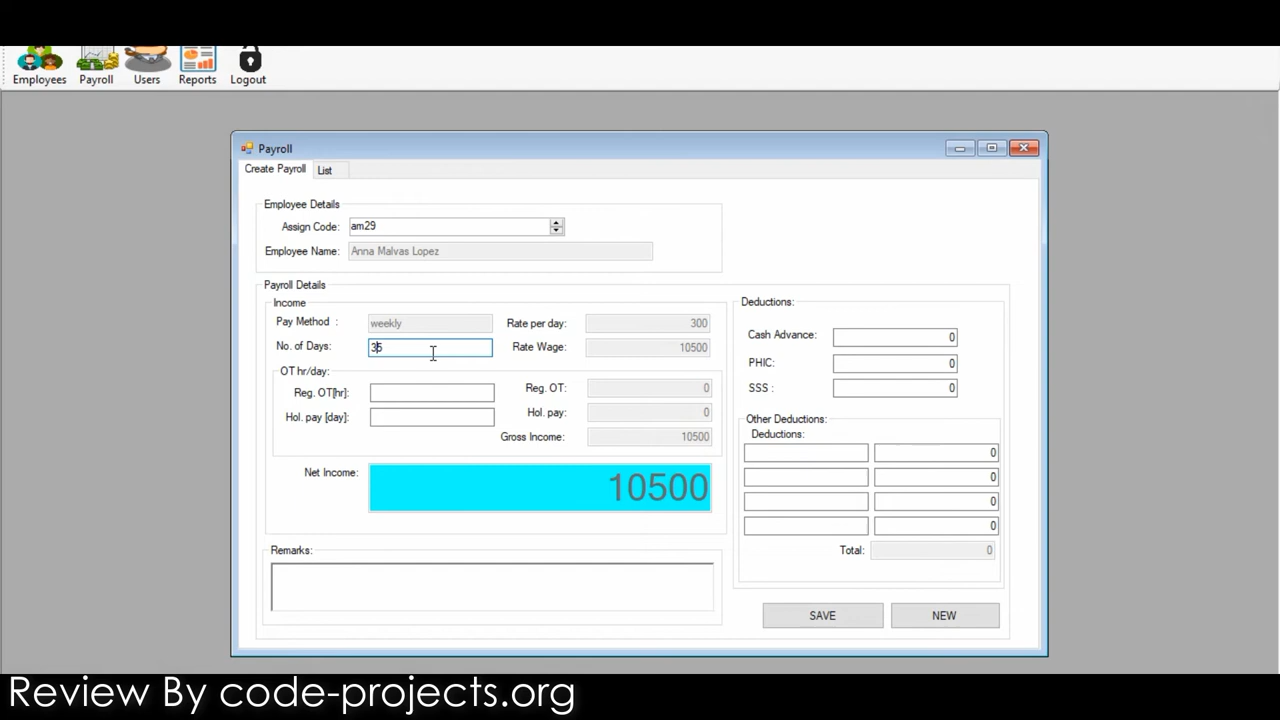 Employees Payroll Users Reports Logout
Payroll
Create Payroll List
Employee Details
Assign Code: am29
Employee Name: Anna Malvas Lopez
Payroll Details
Income
Pay Method : weekly Rate per day: 300
No. of Days: 35 Rate Wage: 10500
OT hr/day:
Reg. OT[hr]: Reg. OT: 0
Hol. pay [day]: Hol. pay: 0
Gross Income: 10500
Net Income: 10500
Remarks:
Deductions:
Cash Advance: 0
PHIC: 0
SSS : 0
Other Deductions:
Deductions:
0
0
0
0
Total: 0
SAVE NEW
Review By code-projects.org